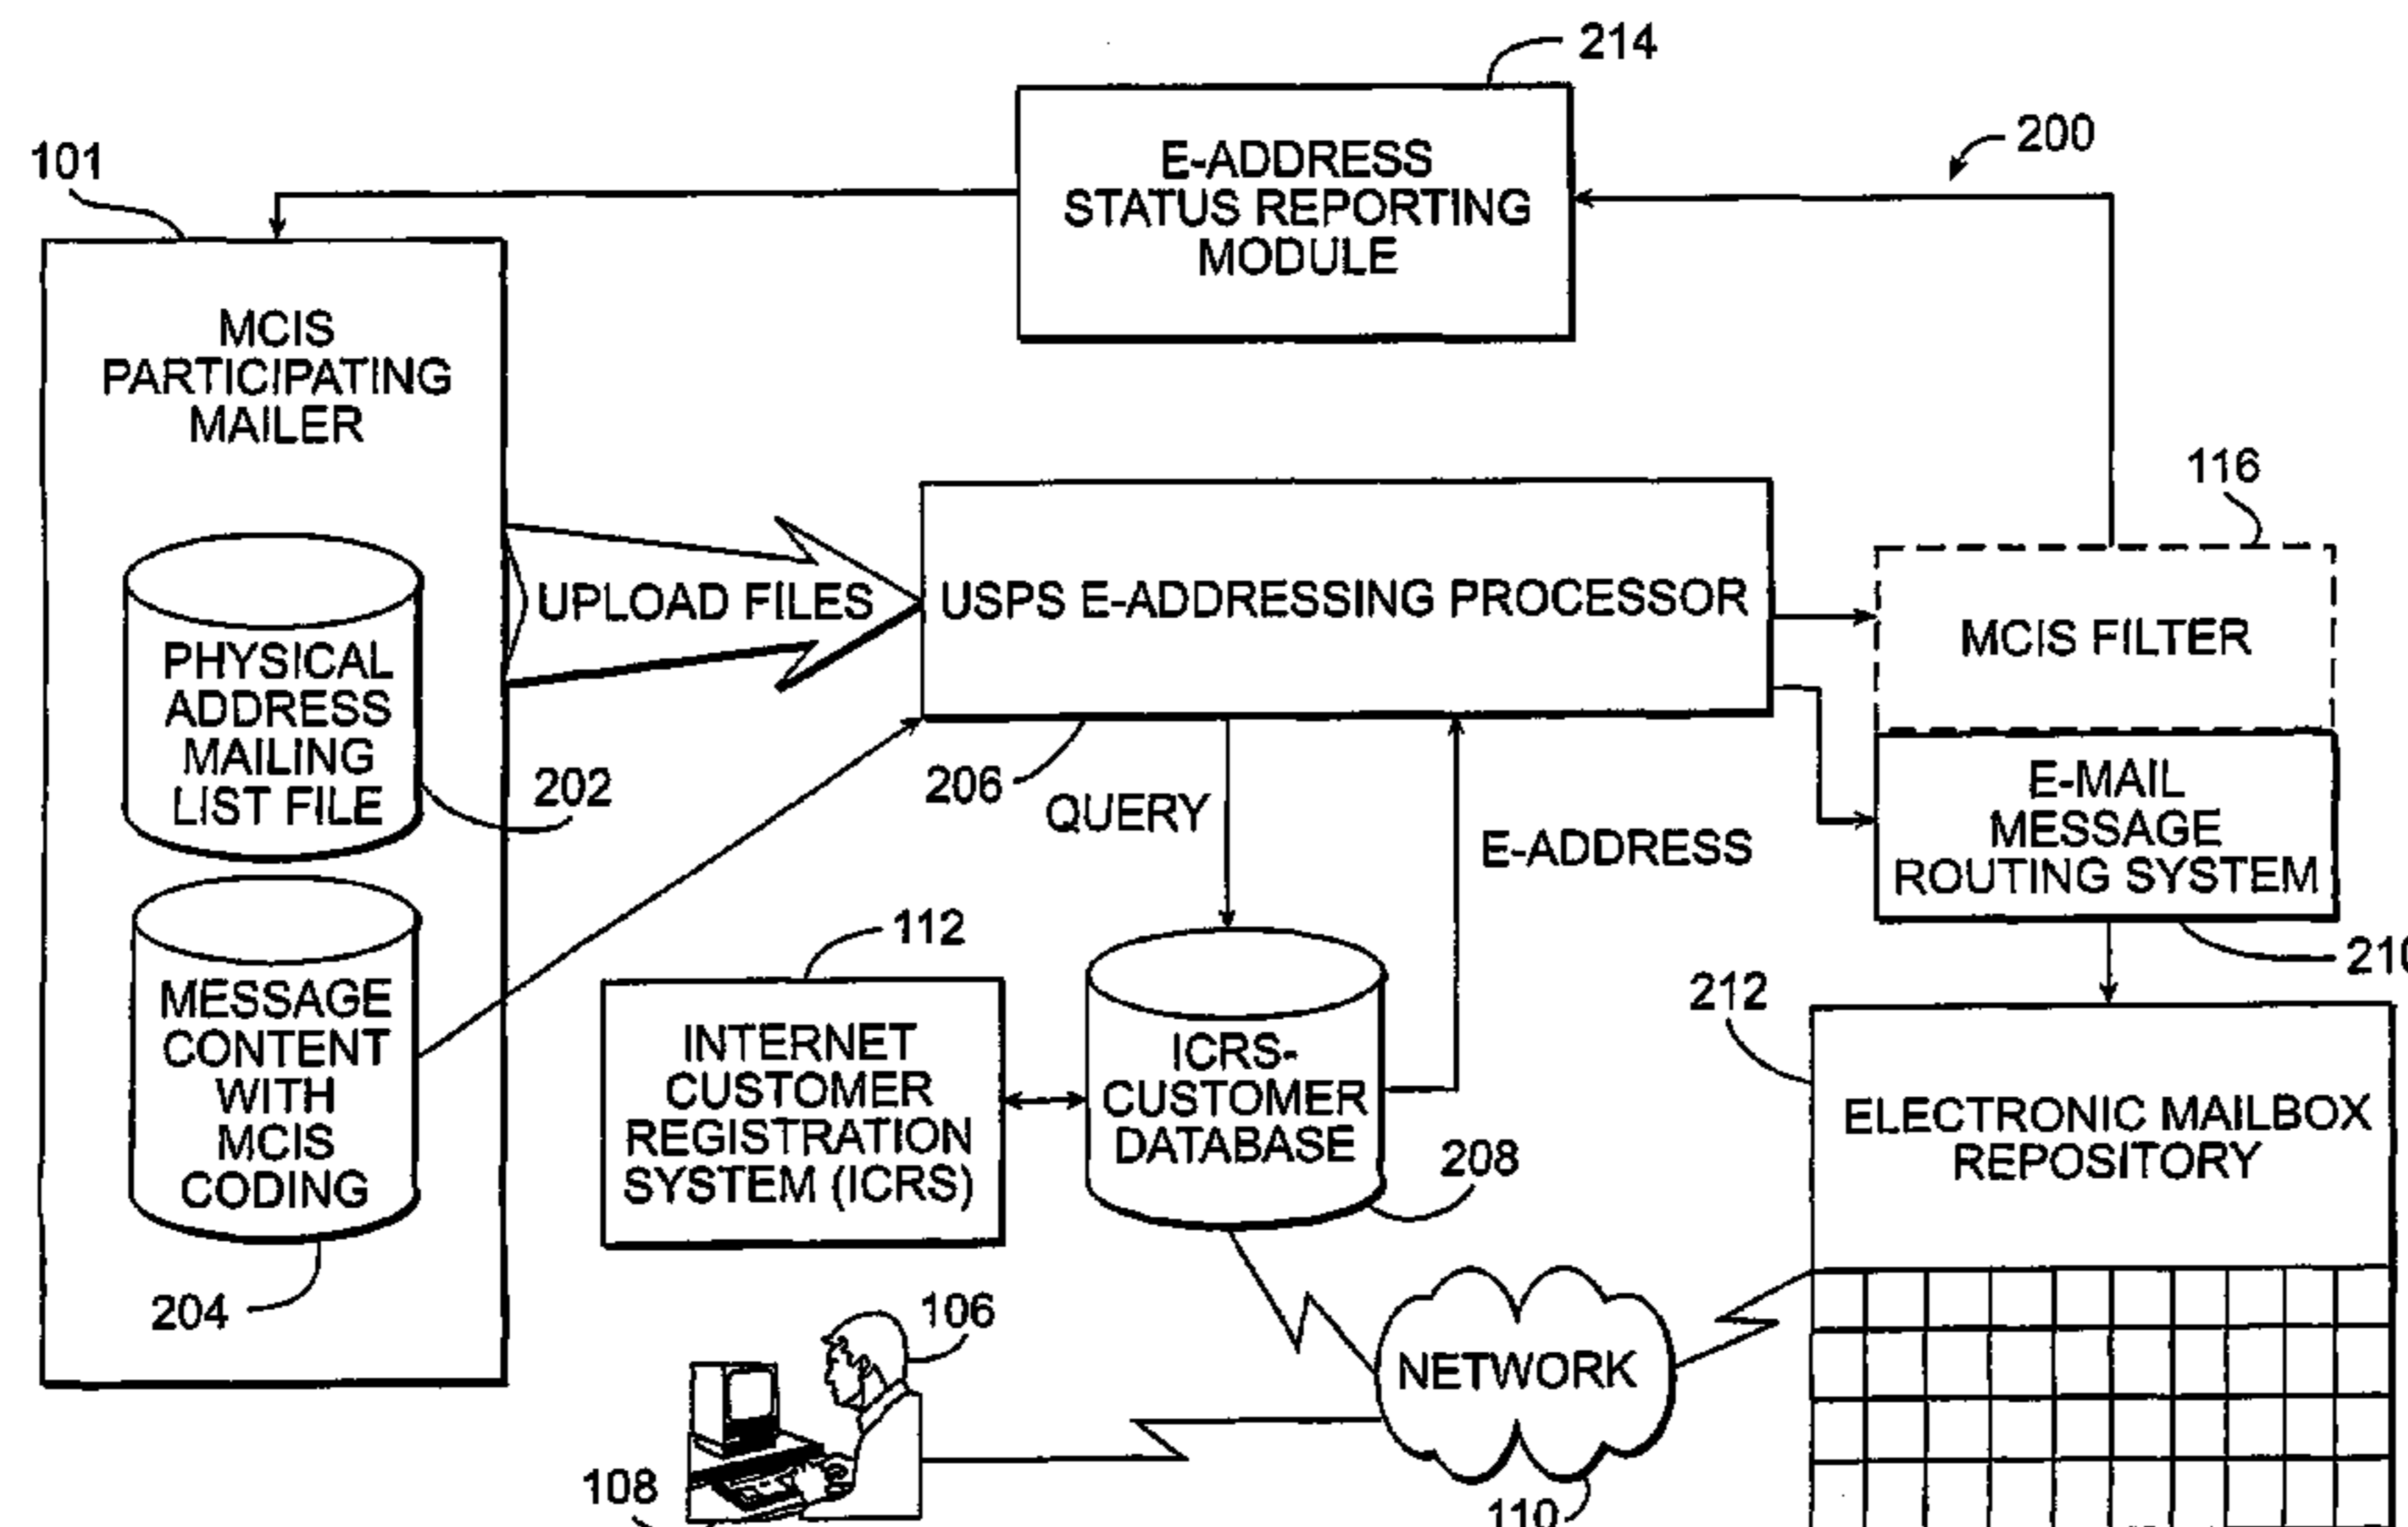 214
E-ADDRESS
STATUS REPORTING
MODULE
200
101
MCIS
PARTICIPATING
MAILER
116
UPLOAD FILES
USPS E-ADDRESSING PROCESSOR
MCIS FILTER
PHYSICAL
ADDRESS
MAILING
LIST FILE
202
206
QUERY
E-ADDRESS
E-MAIL
MESSAGE
ROUTING SYSTEM
210
112
MESSAGE
CONTENT
WITH
MCIS
CODING
204
INTERNET
CUSTOMER
REGISTRATION
SYSTEM (ICRS)
ICRS-
CUSTOMER
DATABASE
208
212
ELECTRONIC MAILBOX
REPOSITORY
106
NETWORK
108
110